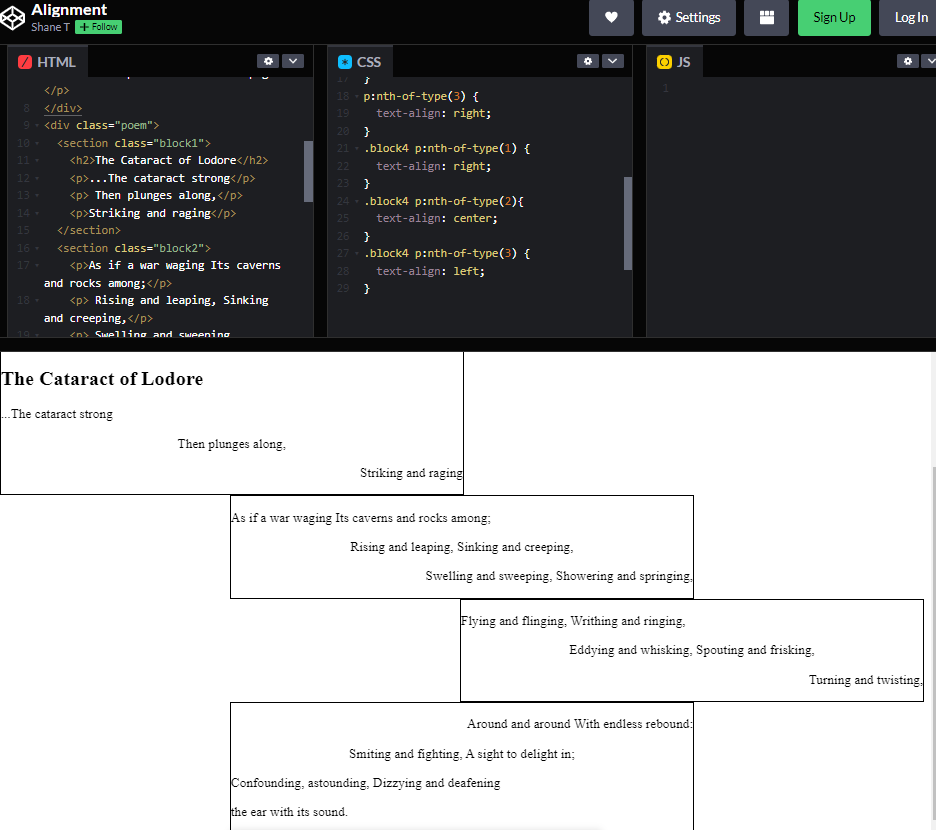 Alignment
Shane T + Follow
Settings
Sign Up
Log In
HTML
</p>
8 </div>
9 <div class="poem">
10 <section class="block1">
11 <h2>The Cataract of Lodore</h2>
12 <p>...The cataract strong</p>
13 <p> Then plunges along,</p>
14 <p>Striking and raging</p>
15 </section>
16 <section class="block2">
17 <p>As if a war waging Its caverns
and rocks among;</p>
18 <p> Rising and leaping, Sinking
and creeping,</p>
19 <p> Swelling and sweeping
CSS
17 }
18 p:nth-of-type(3) {
19 text-align: right;
20 }
21 .block4 p:nth-of-type(1) {
22 text-align: right;
23 }
24 .block4 p:nth-of-type(2){
25 text-align: center;
26 }
27 .block4 p:nth-of-type(3) {
28 text-align: left;
29 }
JS
1
The Cataract of Lodore
...The cataract strong
Then plunges along,
Striking and raging
As if a war waging Its caverns and rocks among;
Rising and leaping, Sinking and creeping,
Swelling and sweeping, Showering and springing,
Flying and flinging, Writhing and ringing,
Eddying and whisking, Spouting and frisking,
Turning and twisting,
Around and around With endless rebound:
Smiting and fighting, A sight to delight in;
Confounding, astounding, Dizzying and deafening
the ear with its sound.